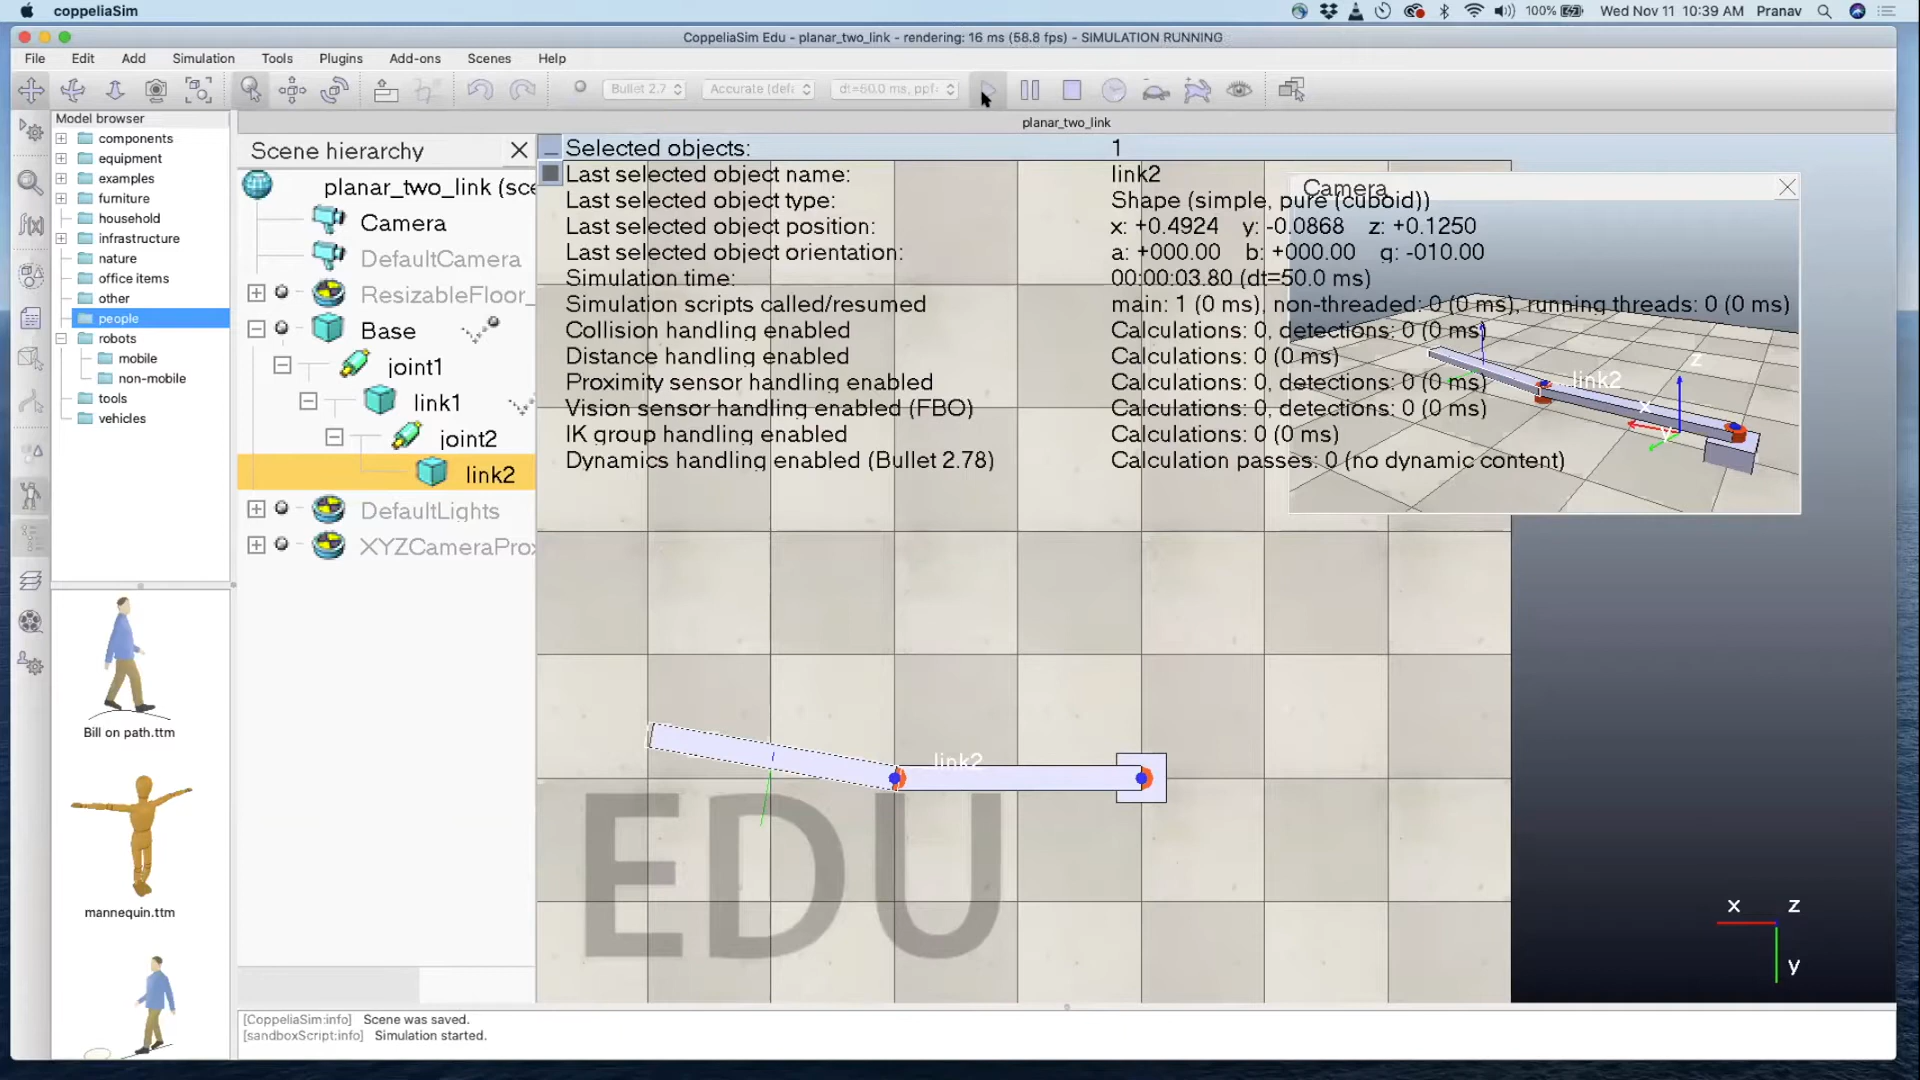 coppeliaSim
100%
Wed Nov 11 10:39 AM
Pranav
CoppeliaSim Edu - planar_two_link - rendering: 16 ms (58.8 fps) - SIMULATION RUNNING
File Edit Add Simulation Tools Plugins Add-ons Scenes Help
Bullet 2.7
Accurate (defa
dt=50.0 ms, ppf
planar_two_link
Model browser
components
equipment
examples
furniture
household
infrastructure
nature
office items
other
people
robots
mobile
non-mobile
tools
vehicles
Bill on path.ttm
mannequin.ttm
Scene hierarchy
planar_two_link (sce
Camera
DefaultCamera
ResizableFloor_
Base
joint1
link1
joint2
link2
DefaultLights
XYZCameraProx
Selected objects: 1
Last selected object name: link2
Last selected object type: Shape (simple, pure (cuboid))
Last selected object position: x: +0.4924 y: -0.0868 z: +0.1250
Last selected object orientation: a: +000.00 b: +000.00 g: -010.00
Simulation time: 00:00:03.80 (dt=50.0 ms)
Simulation scripts called/resumed main: 1 (0 ms), non-threaded: 0 (0 ms), running threads: 0 (0 ms)
Collision handling enabled Calculations: 0, detections: 0 (0 ms)
Distance handling enabled Calculations: 0 (0 ms)
Proximity sensor handling enabled Calculations: 0, detections: 0 (0 ms)
Vision sensor handling enabled (FBO) Calculations: 0, detections: 0 (0 ms)
IK group handling enabled Calculations: 0 (0 ms)
Dynamics handling enabled (Bullet 2.78) Calculation passes: 0 (no dynamic content)
Camera
link2
z
x
y
link2
EDU
x z
y
[CoppeliaSim:info] Scene was saved.
[sandboxScript:info] Simulation started.